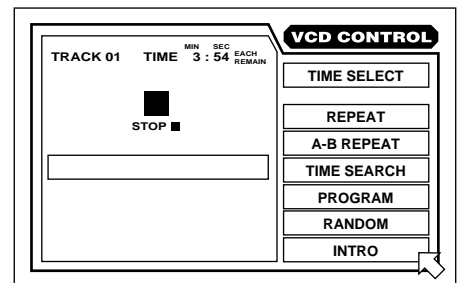 VCD CONTROL
TRACK 01 TIME MIN 3 : SEC 54 EACH REMAIN
TIME SELECT
STOP
REPEAT
A-B REPEAT
TIME SEARCH
PROGRAM
RANDOM
INTRO